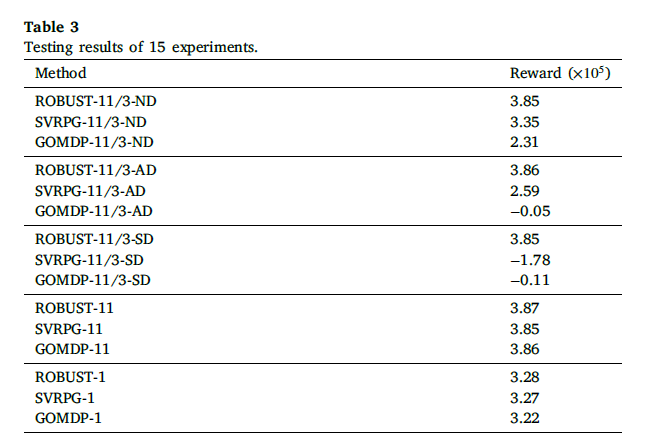 Table 3
Testing results of 15 experiments.
Method Reward (×10⁵)
ROBUST-11/3-ND 3.85
SVRPG-11/3-ND 3.35
GOMDP-11/3-ND 2.31
ROBUST-11/3-AD 3.86
SVRPG-11/3-AD 2.59
GOMDP-11/3-AD −0.05
ROBUST-11/3-SD 3.85
SVRPG-11/3-SD −1.78
GOMDP-11/3-SD −0.11
ROBUST-11 3.87
SVRPG-11 3.85
GOMDP-11 3.86
ROBUST-1 3.28
SVRPG-1 3.27
GOMDP-1 3.22